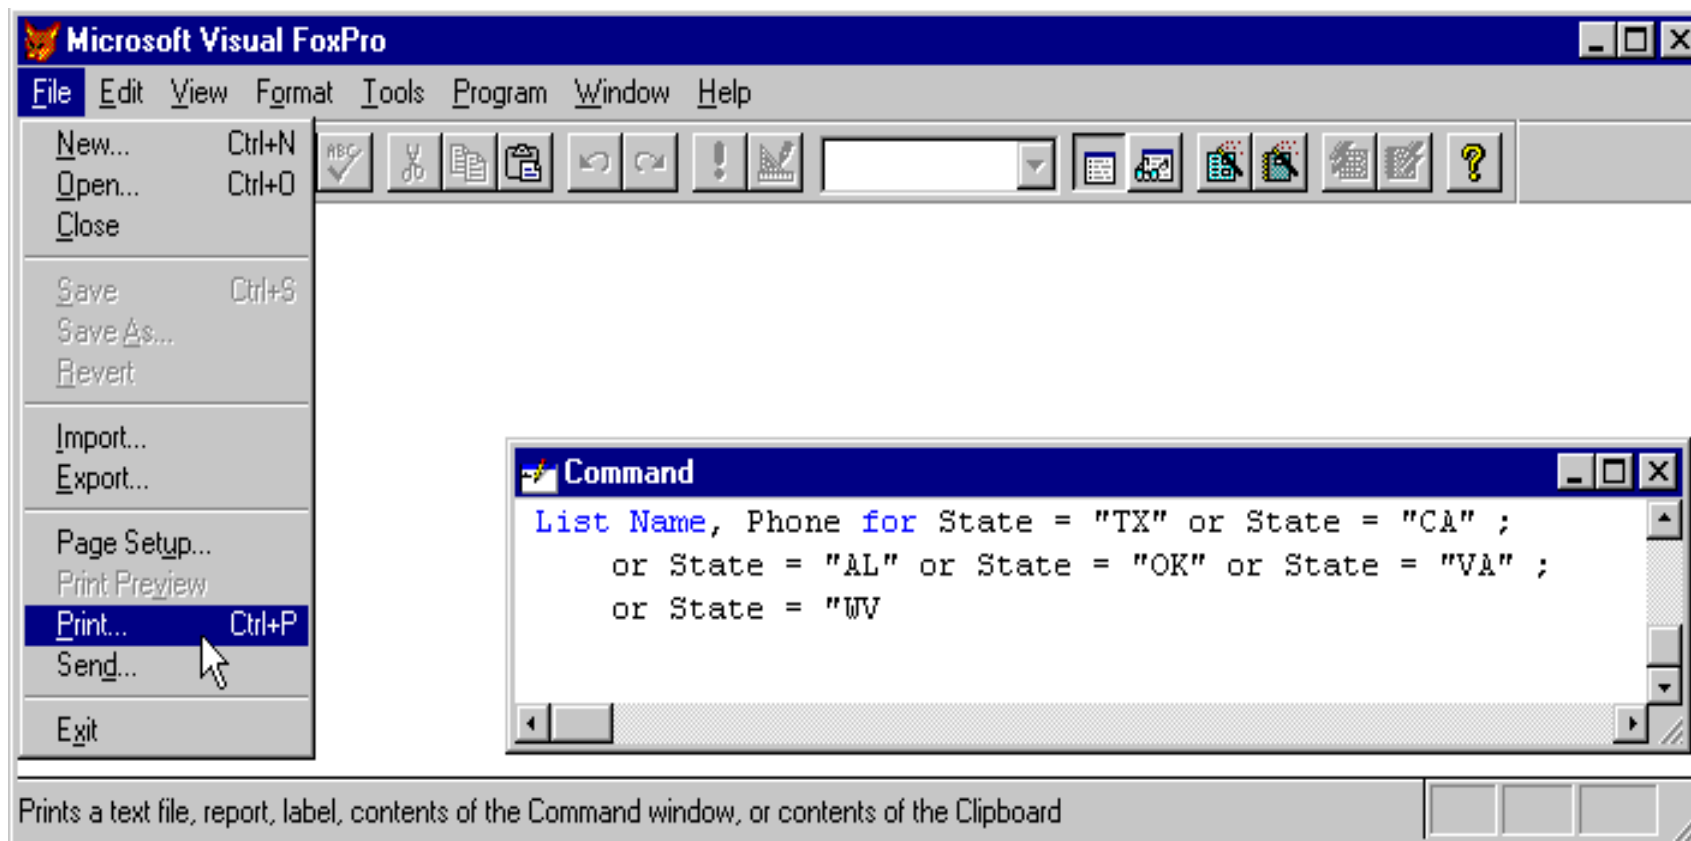 Microsoft Visual FoxPro
File Edit View Format Tools Program Window Help
New... Ctrl+N
Open... Ctrl+O
Close
Save Ctrl+S
Save As...
Revert
Import...
Export...
Page Setup...
Print Preview
Print... Ctrl+P
Send...
Exit
ABC
Command
List Name, Phone for State = "TX" or State = "CA" ;
or State = "AL" or State = "OK" or State = "VA" ;
or State = "WV
Prints a text file, report, label, contents of the Command window, or contents of the Clipboard